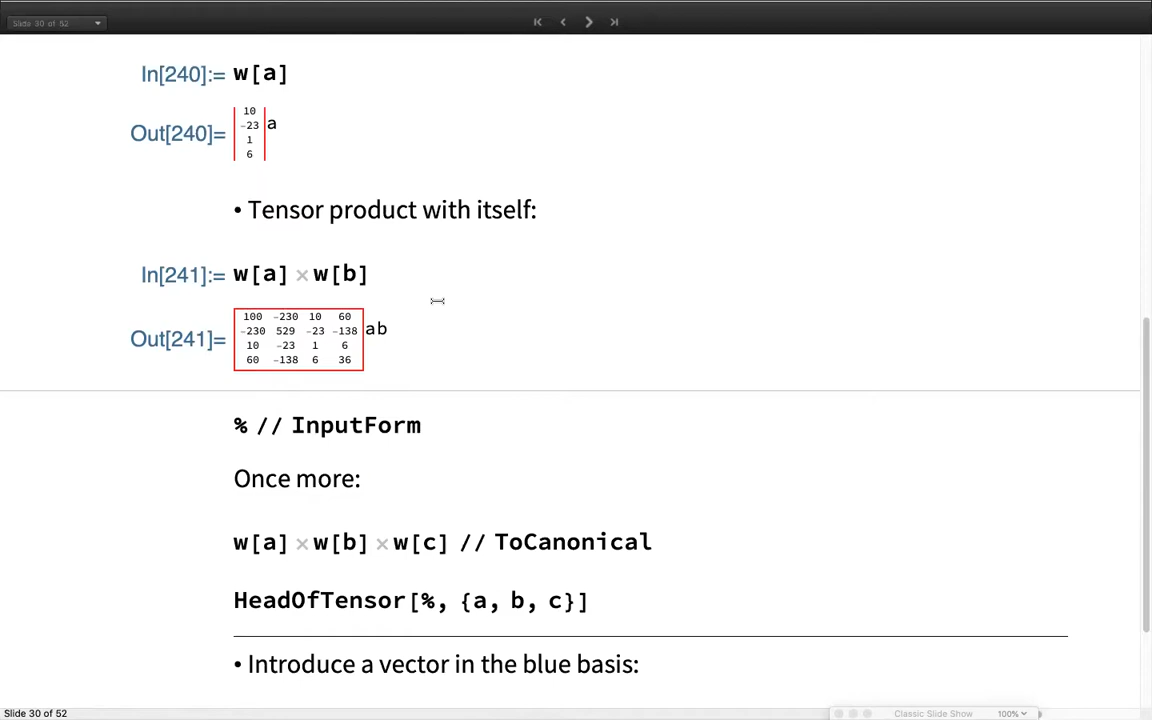 Slide 30 of 52
In[240]:= w[a]
Out[240]= 10 a
-23
1
6
• Tensor product with itself:
In[241]:= w[a] × w[b]
Out[241]= 100 -230 10 60 ab
-230 529 -23 -138
10 -23 1 6
60 -138 6 36
% // InputForm
Once more:
w[a] × w[b] × w[c] // ToCanonical
HeadOfTensor[%, {a, b, c}]
• Introduce a vector in the blue basis:
Slide 30 of 52
Classic Slide Show 100%